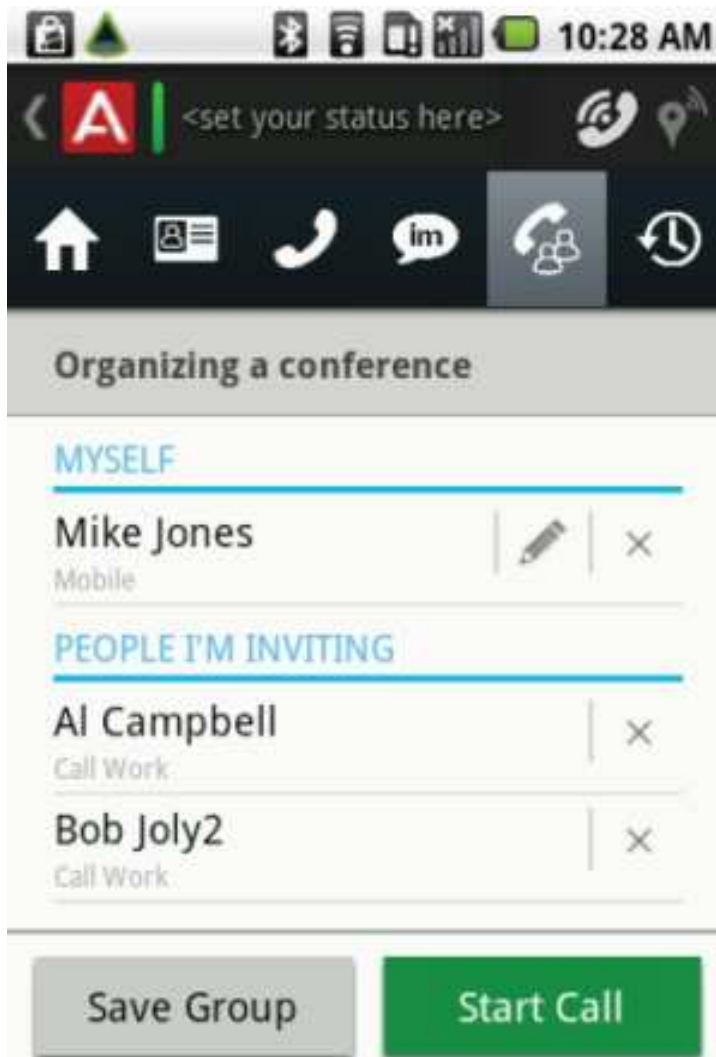 10:28 AM
<set your status here>
im
Organizing a conference
MYSELF
Mike Jones
Mobile
PEOPLE I'M INVITING
Al Campbell
Call Work
Bob Joly2
Call Work
Save Group
Start Call